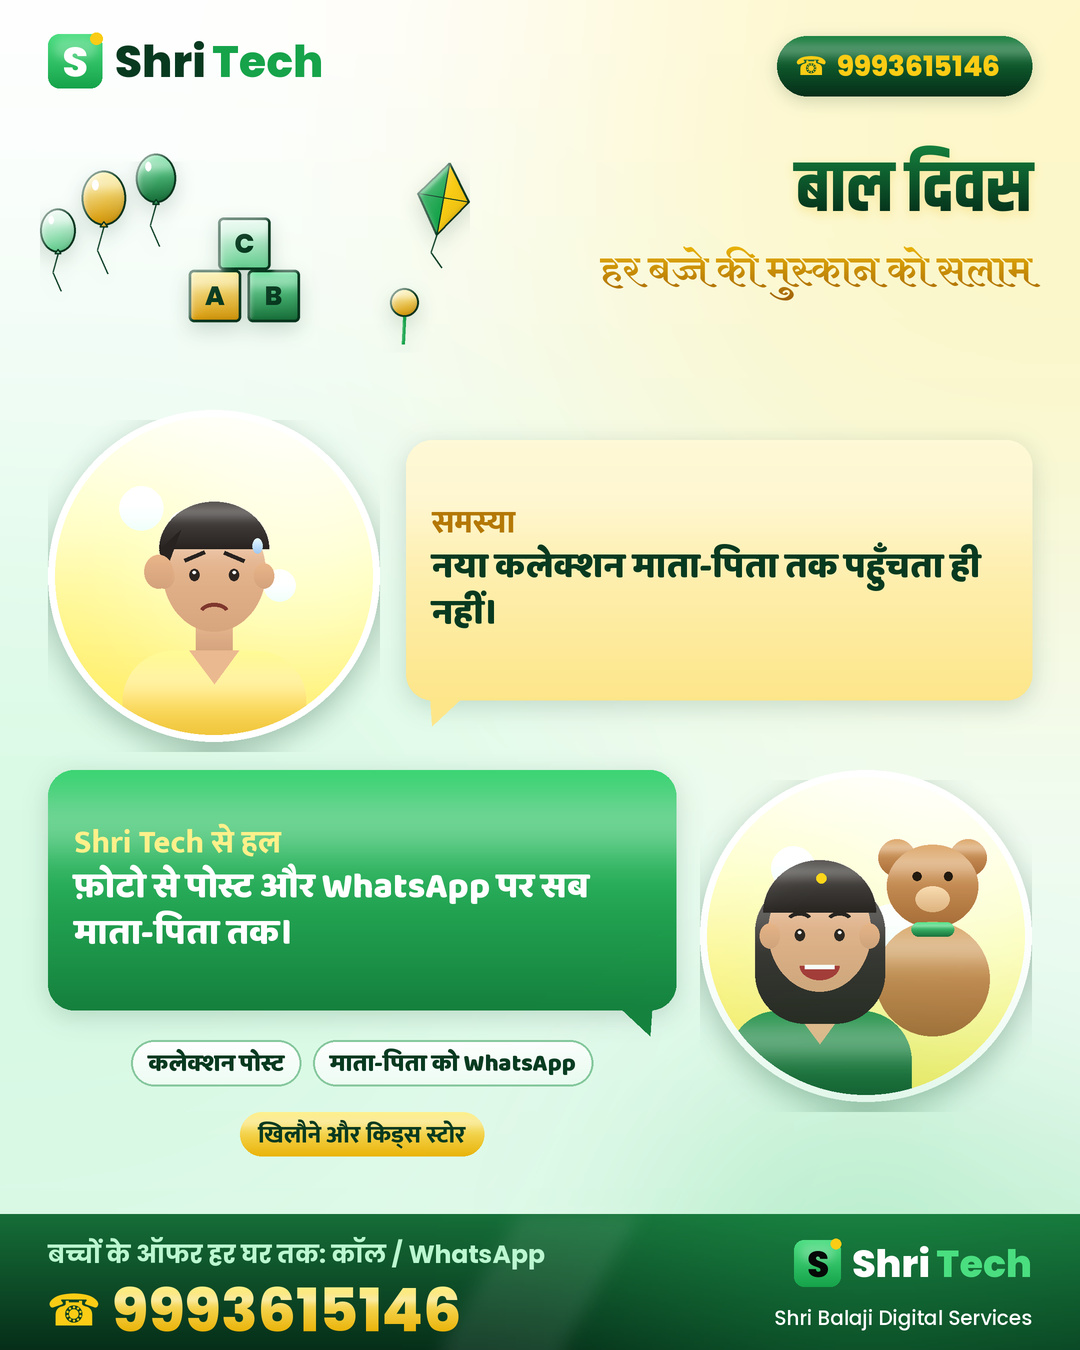 S Shri Tech
☎ 9993615146
बाल दिवस
हर बच्चे की मुस्कान को सलाम
C
A B
समस्या
नया कलेक्शन माता-पिता तक पहुँचता ही
नहीं।
Shri Tech से हल
फ़ोटो से पोस्ट और WhatsApp पर सब
माता-पिता तक।
कलेक्शन पोस्ट
माता-पिता को WhatsApp
खिलौने और किड्स स्टोर
बच्चों के ऑफर हर घर तक: कॉल / WhatsApp
☎ 9993615146
S Shri Tech
Shri Balaji Digital Services